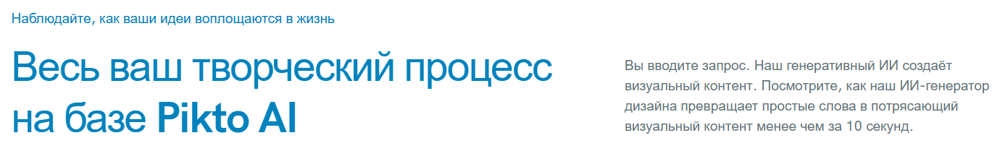 Наблюдайте, как ваши идеи воплощаются в жизнь
Весь ваш творческий процесс
на базе Pikto AI
Вы вводите запрос. Наш генеративный ИИ создаёт
визуальный контент. Посмотрите, как наш ИИ-генератор
дизайна превращает простые слова в потрясающий
визуальный контент менее чем за 10 секунд.